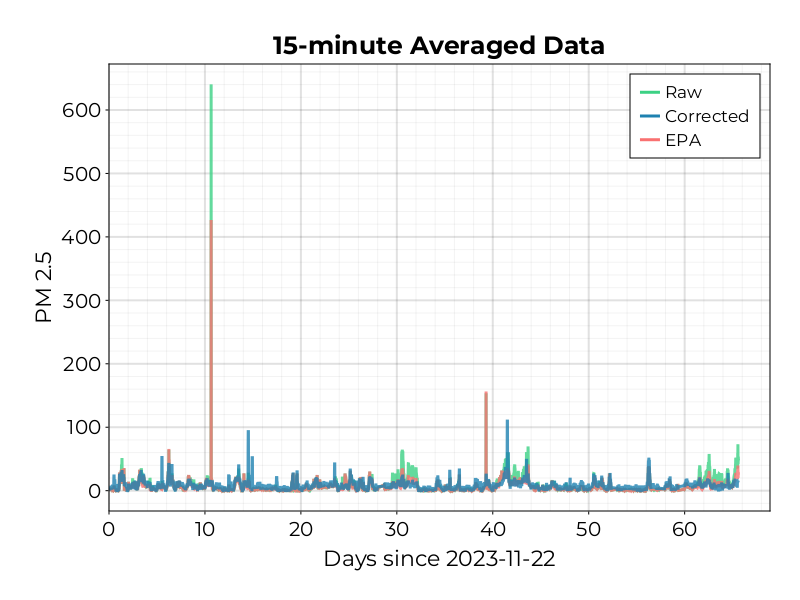 15-minute Averaged Data
Raw
Corrected
EPA
600
500
400
300
200
100
0
PM 2.5
0 10 20 30 40 50 60
Days since 2023-11-22